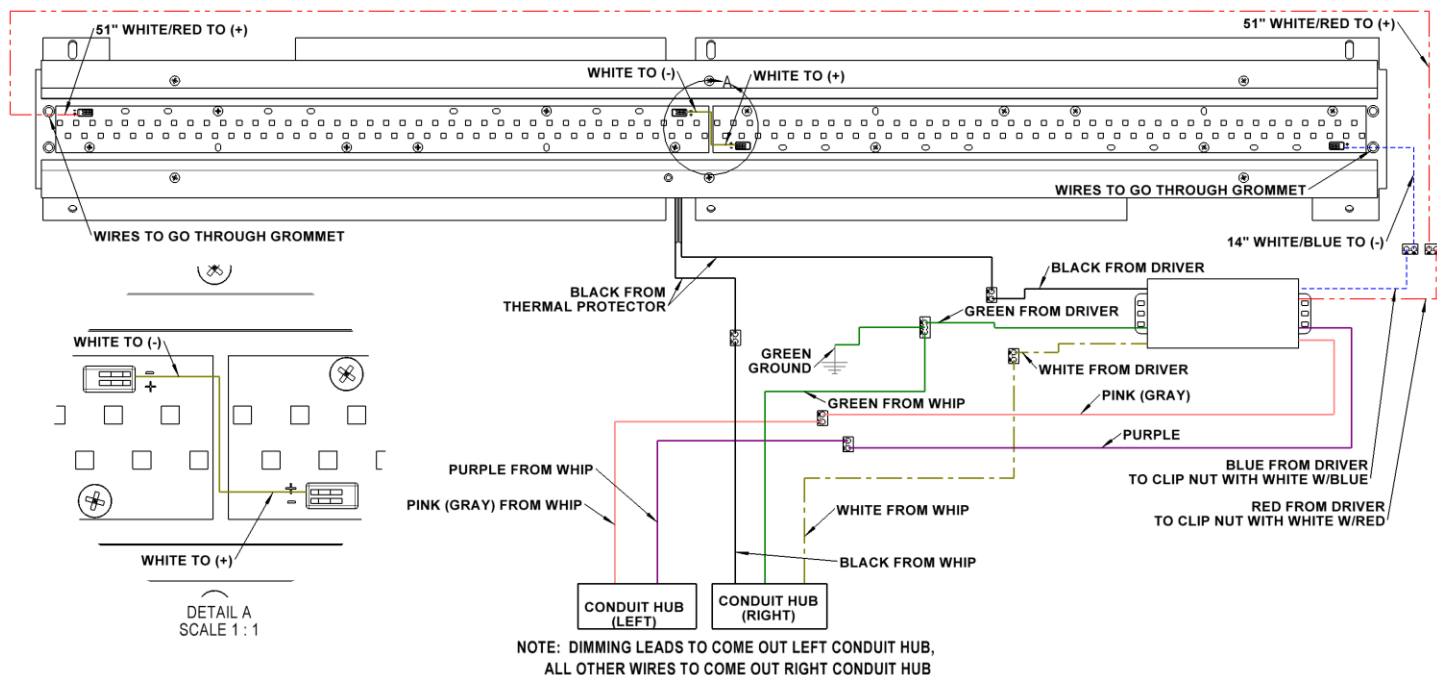 51" WHITE/RED TO (+)
51" WHITE/RED TO (+)
WHITE TO (-)
A
WHITE TO (+)
WIRES TO GO THROUGH GROMMET
WIRES TO GO THROUGH GROMMET
14" WHITE/BLUE TO (-)
BLACK FROM
THERMAL PROTECTOR
BLACK FROM DRIVER
GREEN FROM DRIVER
GREEN
GROUND
WHITE FROM DRIVER
GREEN FROM WHIP
PINK (GRAY)
PURPLE
WHITE TO (-)
-
+
+
-
WHITE TO (+)
DETAIL A
SCALE 1 : 1
PURPLE FROM WHIP
PINK (GRAY) FROM WHIP
BLUE FROM DRIVER
TO CLIP NUT WITH WHITE W/BLUE
RED FROM DRIVER
TO CLIP NUT WITH WHITE W/RED
WHITE FROM WHIP
BLACK FROM WHIP
CONDUIT HUB
(LEFT)
CONDUIT HUB
(RIGHT)
NOTE: DIMMING LEADS TO COME OUT LEFT CONDUIT HUB,
ALL OTHER WIRES TO COME OUT RIGHT CONDUIT HUB